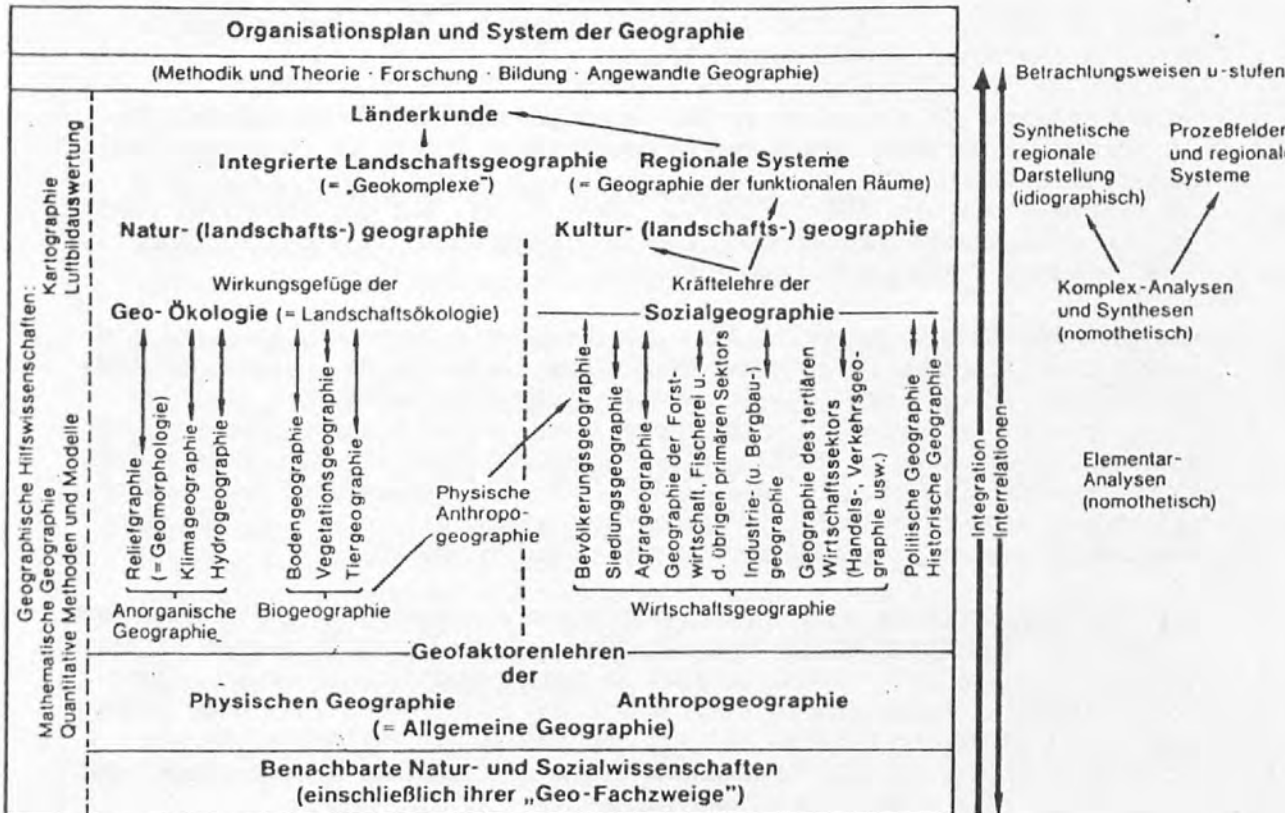 Organisationsplan und System der Geographie
(Methodik und Theorie · Forschung · Bildung · Angewandte Geographie)
Geographische Hilfswissenschaften:
Kartographie
Luftbildauswertung
Mathematische Geographie
Quantitative Methoden und Modelle
Länderkunde
Integrierte Landschaftsgeographie
(= „Geokomplexe“)
Regionale Systeme
(= Geographie der funktionalen Räume)
Natur- (landschafts-) geographie
Kultur- (landschafts-) geographie
Wirkungsgefüge der
Geo- Ökologie (= Landschaftsökologie)
Kräftelehre der
Sozialgeographie
Reliefgraphie
(= Geomorphologie)
Klimageographie
Hydrogeographie
Anorganische
Geographie
Bodengeographie
Vegetationsgeographie
Tiergeographie
Biogeographie
Physische
Anthropo-
geographie
Bevölkerungsgeographie
Siedlungsgeographie
Agrargeographie
Geographie der Forst-
wirtschaft, Fischerei u.
d. übrigen primären Sektors
Industrie- (u. Bergbau-)
geographie
Geographie des tertiären
Wirtschaftssektors
(Handels-, Verkehrsgeo-
graphie usw.)
Politische Geographie
Historische Geographie
Wirtschaftsgeographie
Geofaktorenlehren
der
Physischen Geographie
Anthropogeographie
(= Allgemeine Geographie)
Benachbarte Natur- und Sozialwissenschaften
(einschließlich ihrer „Geo-Fachzweige“)
Integration
Interrelationen
Betrachtungsweisen u-stufen
Synthetische
regionale
Darstellung
(idiographisch)
Prozeßfelder
und regionale
Systeme
Komplex-Analysen
und Synthesen
(nomothetisch)
Elementar-
Analysen
(nomothetisch)